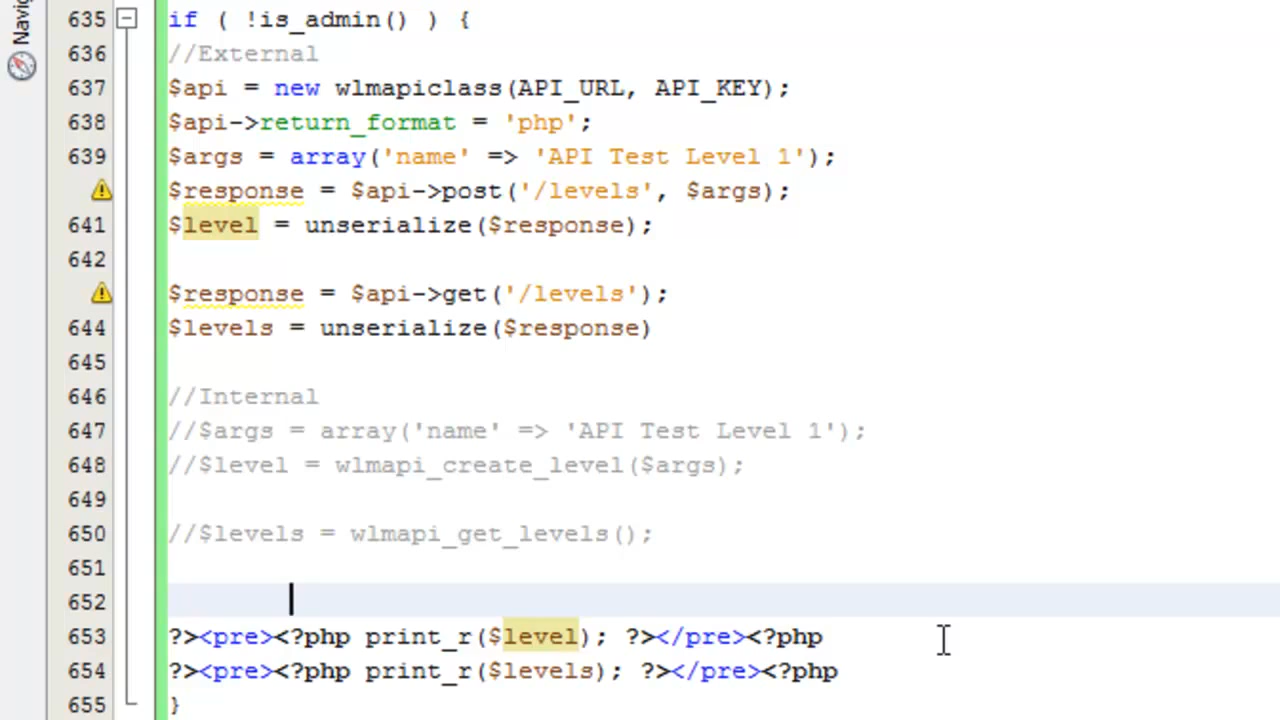 Navig
635 if ( !is_admin() ) {
636 //External
637 $api = new wlmapiclass(API_URL, API_KEY);
638 $api->return_format = 'php';
639 $args = array('name' => 'API Test Level 1');
$response = $api->post('/levels', $args);
641 $level = unserialize($response);
642
$response = $api->get('/levels');
644 $levels = unserialize($response)
645
646 //Internal
647 //$args = array('name' => 'API Test Level 1');
648 //$level = wlmapi_create_level($args);
649
650 //$levels = wlmapi_get_levels();
651
652
653 ?><pre><?php print_r($level); ?></pre><?php
654 ?><pre><?php print_r($levels); ?></pre><?php
655 }